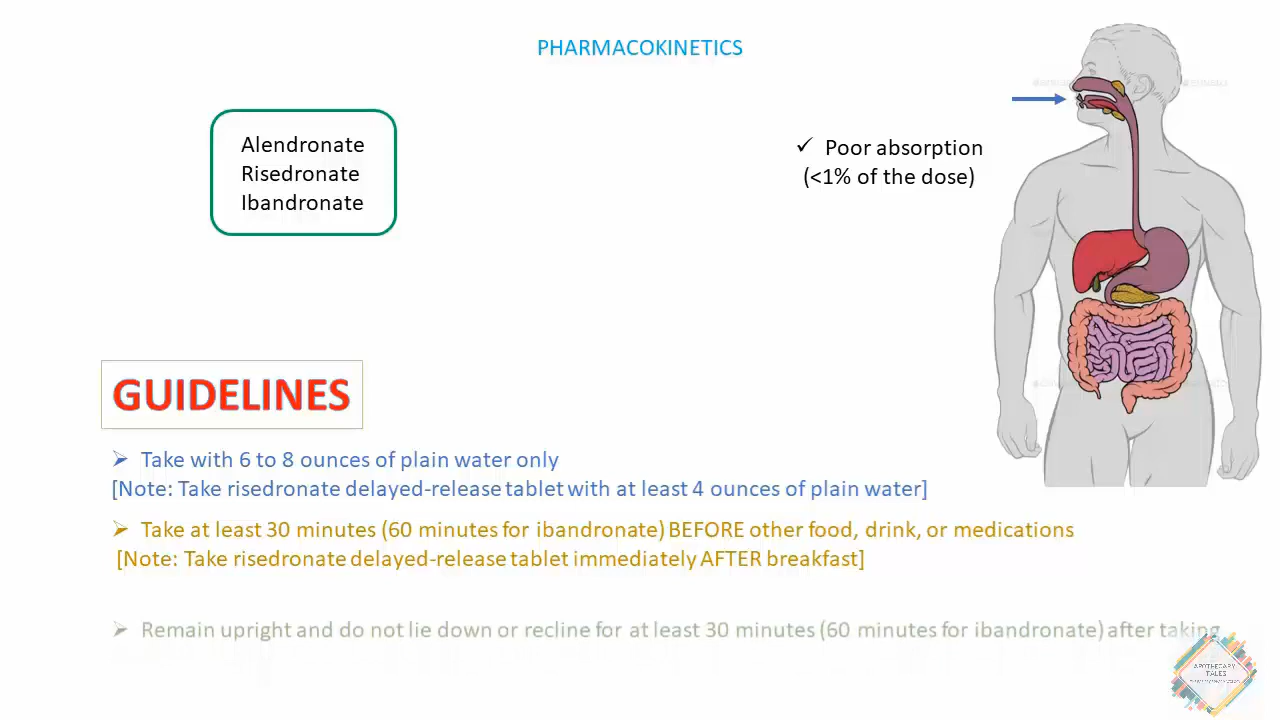 PHARMACOKINETICS
Alendronate
Risedronate
Ibandronate
✓ Poor absorption
(<1% of the dose)
GUIDELINES
➢ Take with 6 to 8 ounces of plain water only
[Note: Take risedronate delayed-release tablet with at least 4 ounces of plain water]
➢ Take at least 30 minutes (60 minutes for ibandronate) BEFORE other food, drink, or medications
[Note: Take risedronate delayed-release tablet immediately AFTER breakfast]
➢ Remain upright and do not lie down or recline for at least 30 minutes (60 minutes for ibandronate) after taking
APOTHECARY
TALES